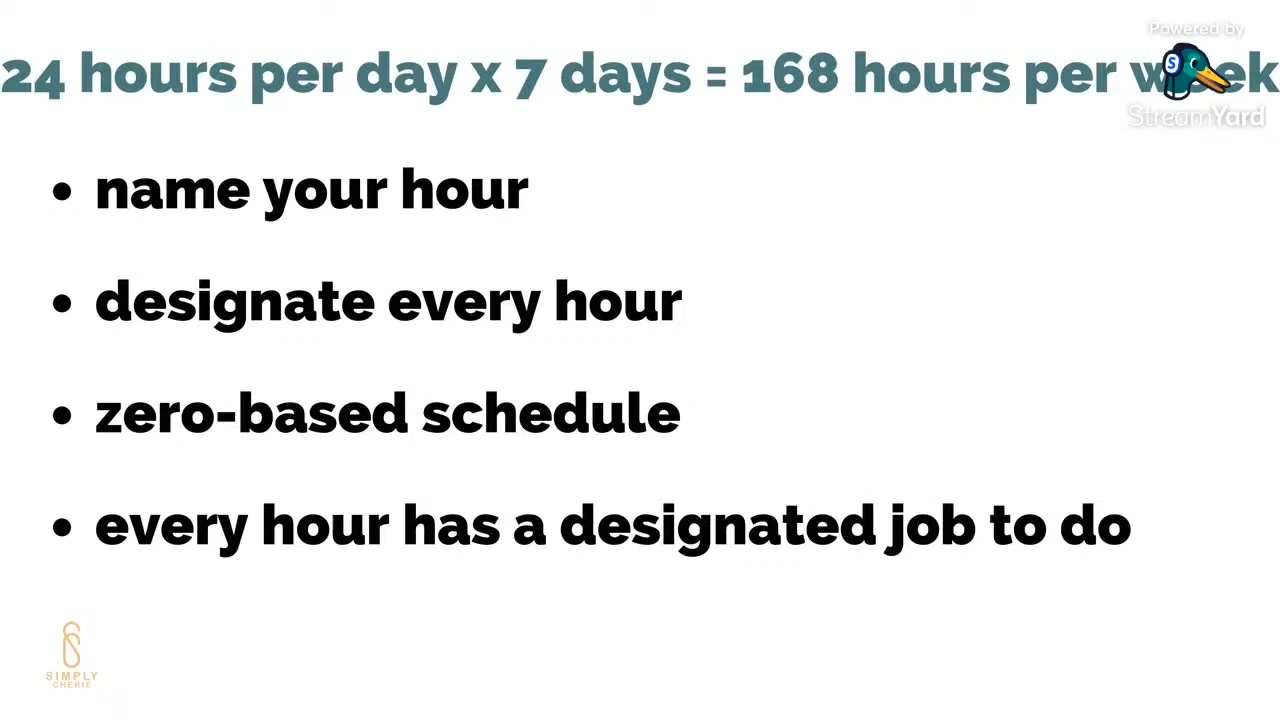 Powered by
24 hours per day x 7 days = 168 hours per week
StreamYard
• name your hour
• designate every hour
• zero-based schedule
• every hour has a designated job to do
SIMPLY
CHERIE